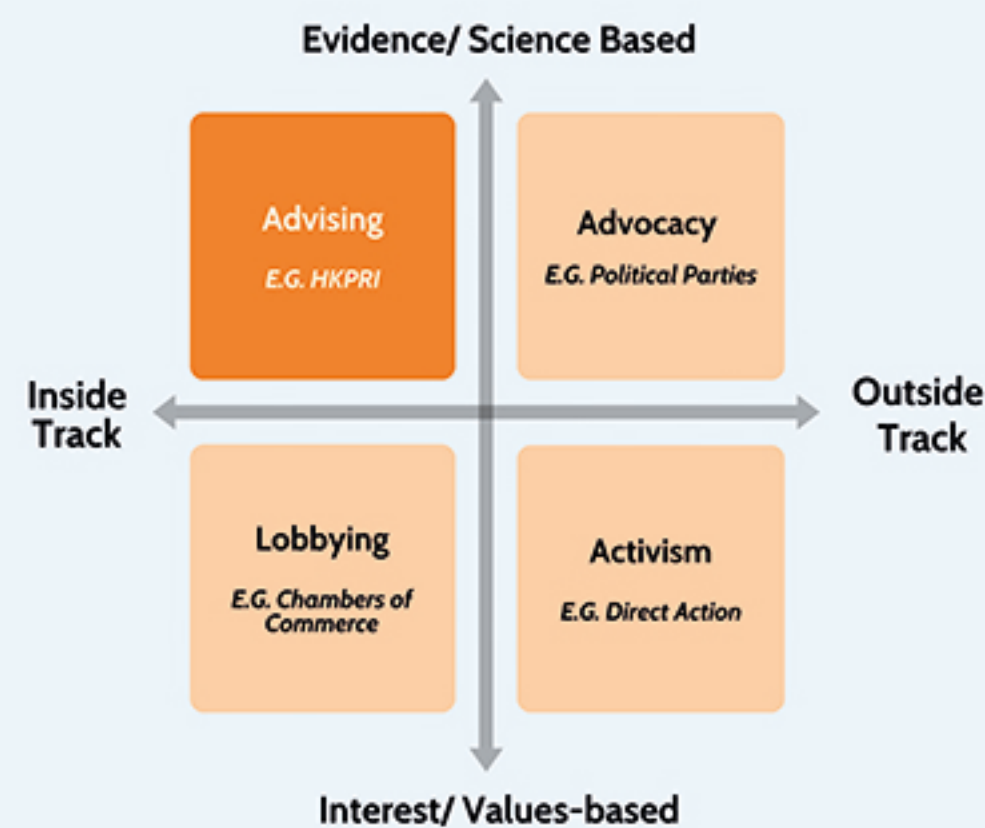 Evidence/ Science Based
Advising
E.G. HKPRI
Advocacy
E.G. Political Parties
Inside
Track
Outside
Track
Lobbying
E.G. Chambers of
Commerce
Activism
E.G. Direct Action
Interest/ Values-based